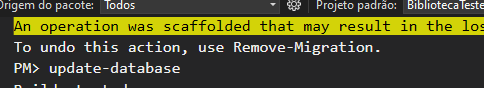 Origem do pacote: Todos Projeto padrão: BibliotecaTeste
An operation was scaffolded that may result in the los
To undo this action, use Remove-Migration.
PM> update-database